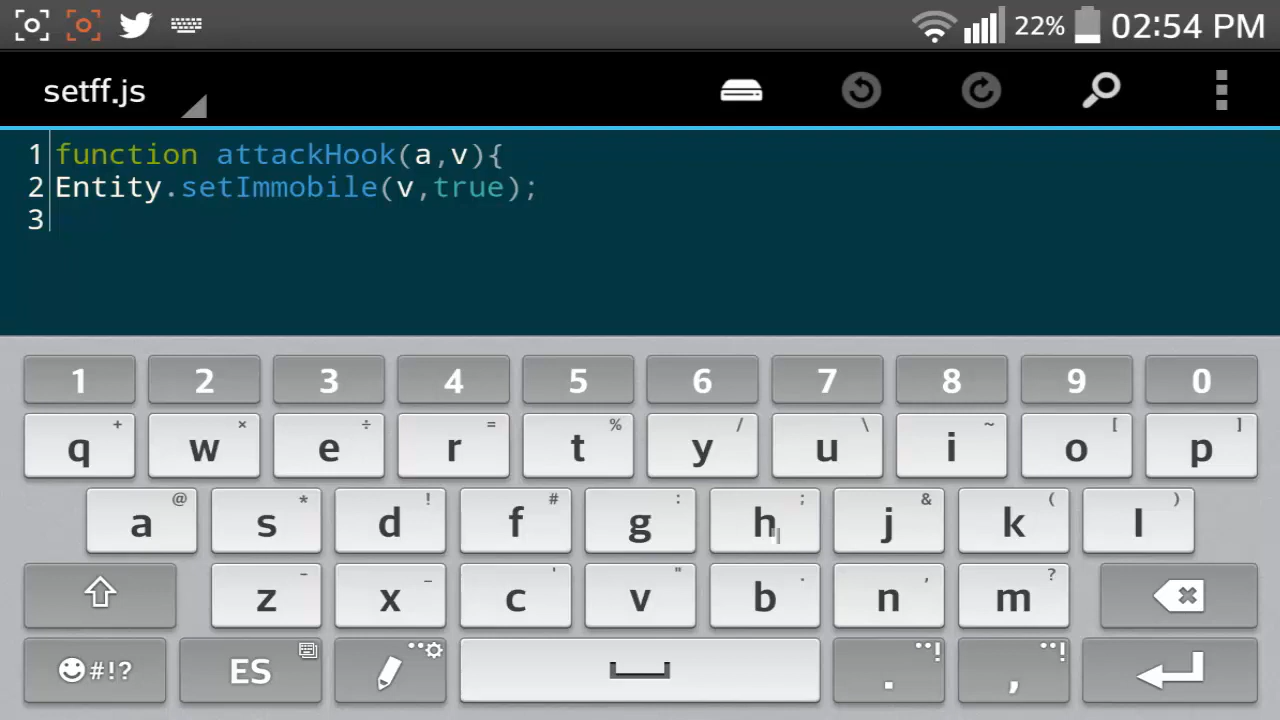 22% 02:54 PM
setff.js
1 function attackHook(a,v){
2 Entity.setImmobile(v,true);
3
1 2 3 4 5 6 7 8 9 0
q + w × e ÷ r = t % y / u \ i ~ o [ p ]
a @ s * d ! f # g : h ; j & k ( l )
z - x _ c ' v " b . n , m ?
#!? ES . ! , !